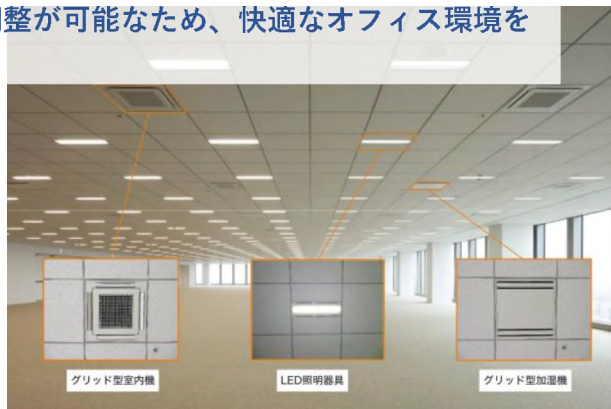 調整が可能なため、快適なオフィス環境を
グリッド型室内機
LED照明器具
グリッド型加湿機